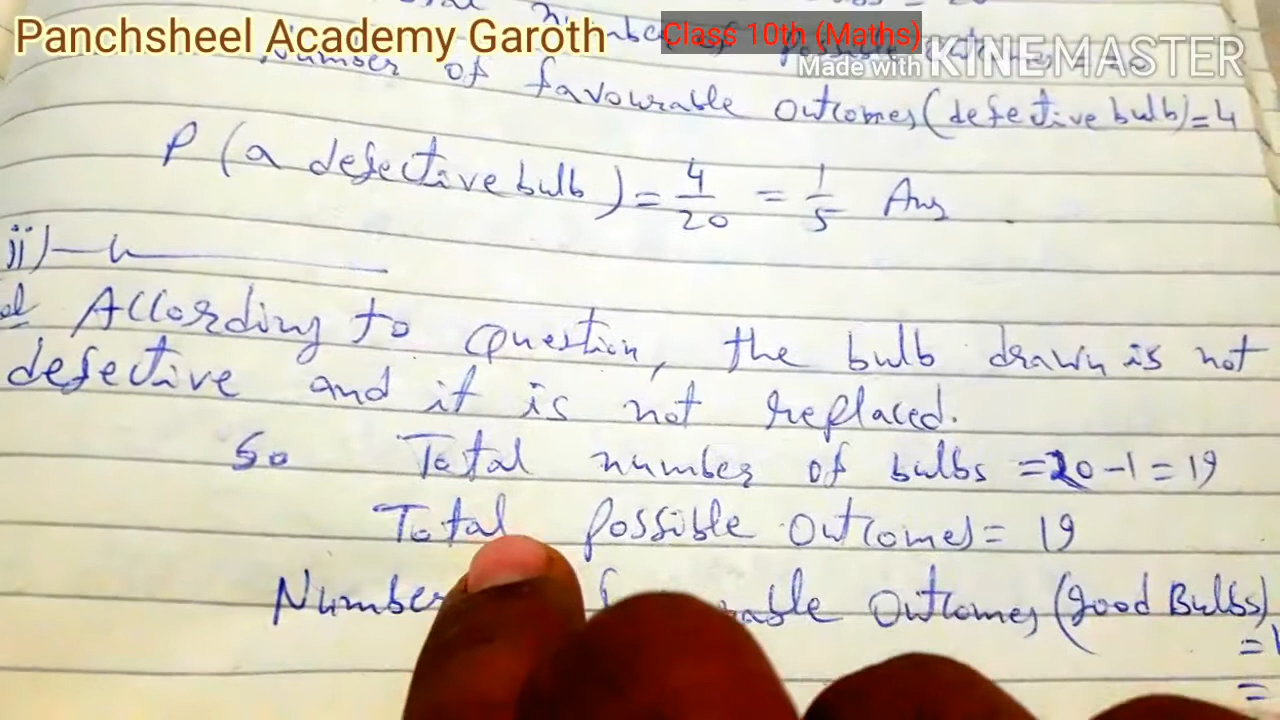 Panchsheel Academy Garoth
Class 10th (Maths)
Made with KINEMASTER
Number of favourable outcomes (defective bulb) = 4
P (a defective bulb) = 4/20 = 1/5 Ans
ii)
According to question, the bulb drawn is not
defective and it is not replaced.
So Total number of bulbs = 20 - 1 = 19
Total possible outcomes = 19
Number outcomes (good Bulbs)
=
=